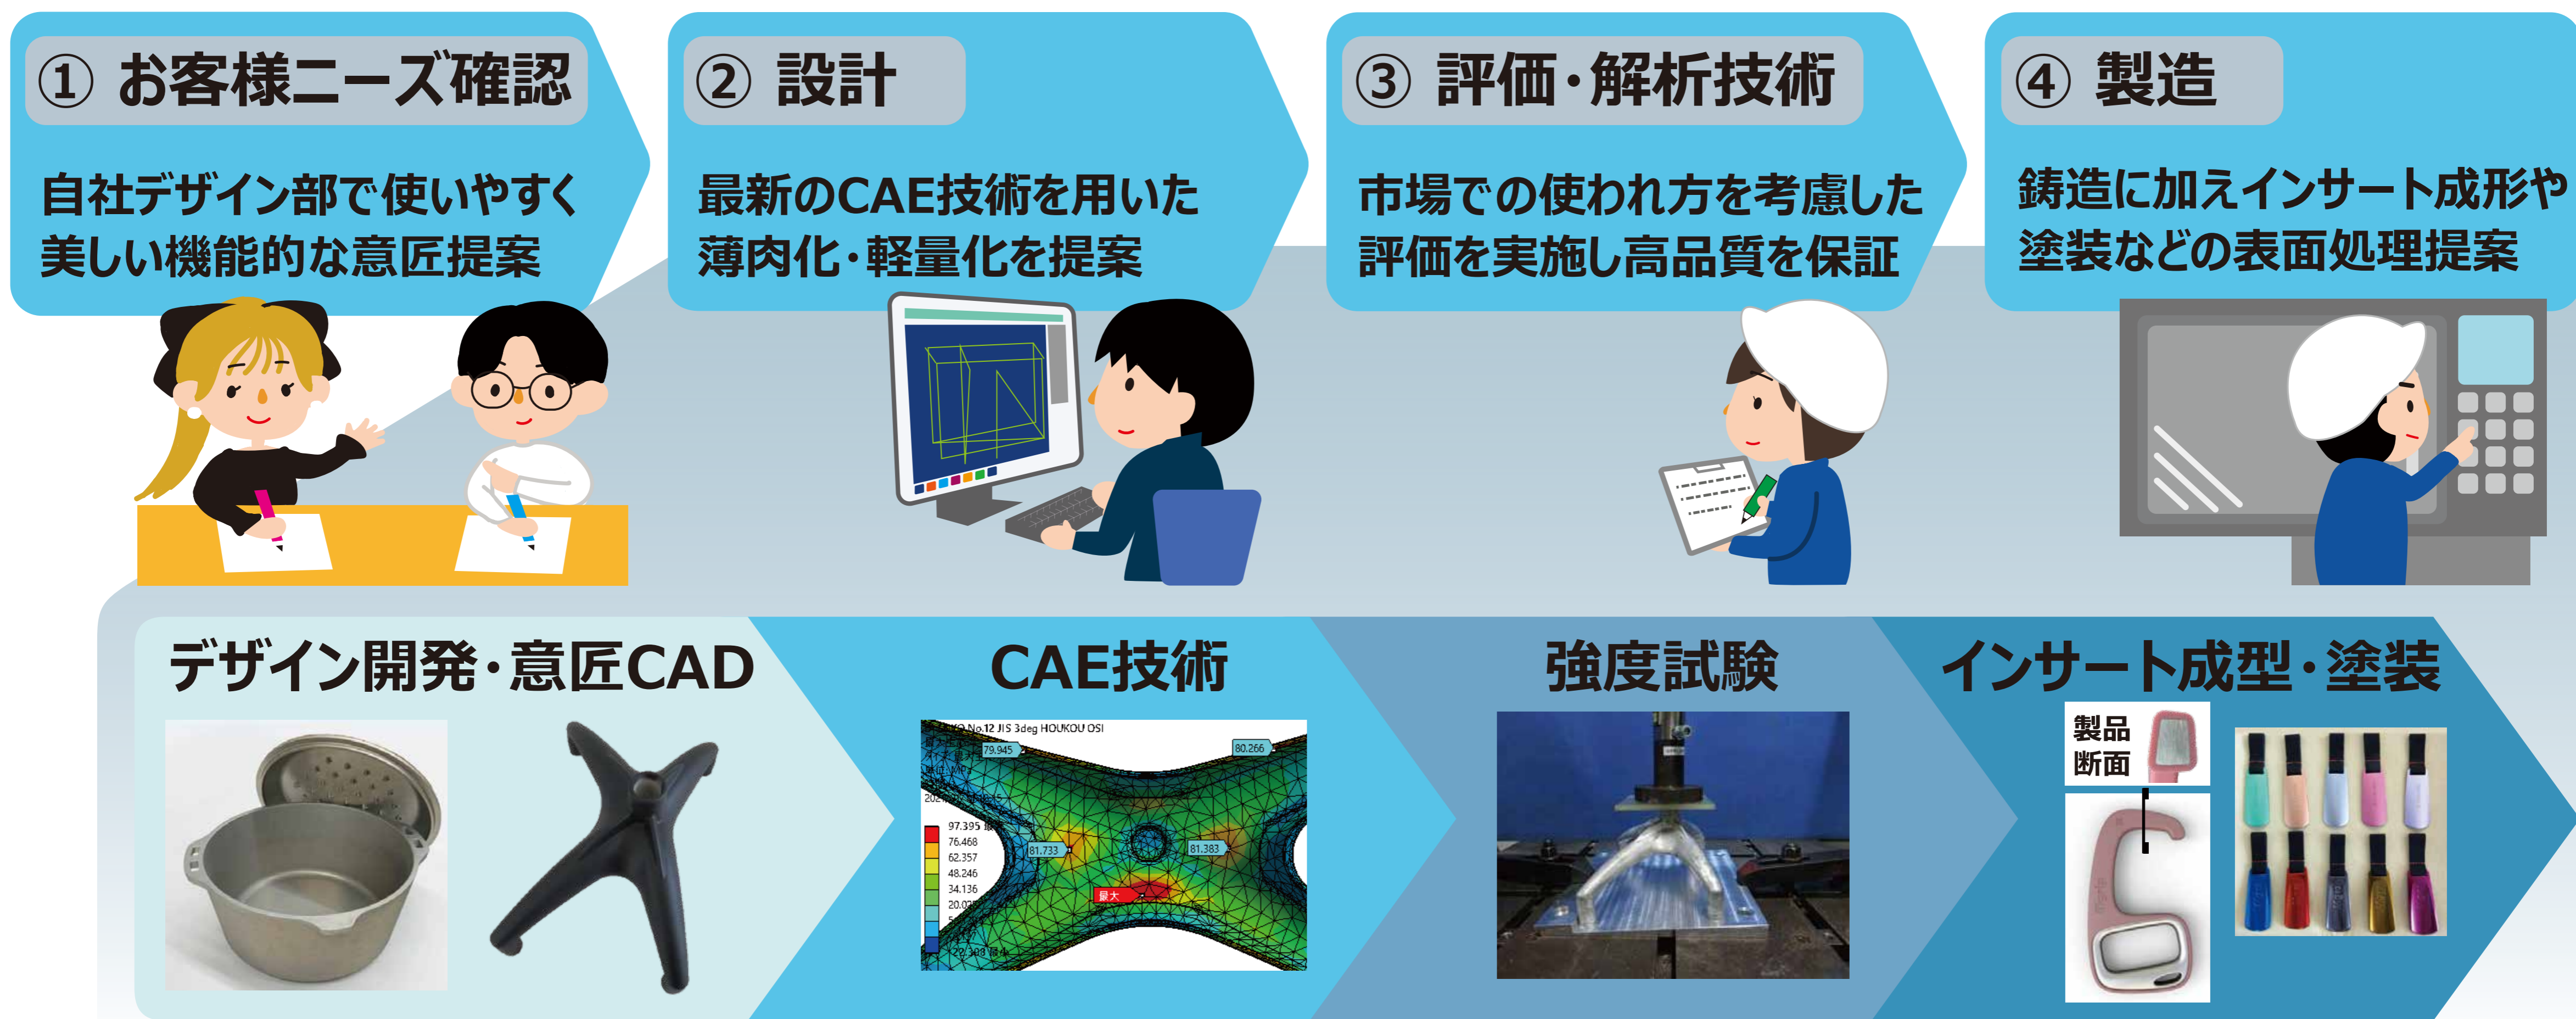 ① お客様ニーズ確認
自社デザイン部で使いやすく
美しい機能的な意匠提案
② 設計
最新のCAE技術を用いた
薄肉化・軽量化を提案
③ 評価・解析技術
市場での使われ方を考慮した
評価を実施し高品質を保証
④ 製造
鋳造に加えインサート成形や
塗装などの表面処理提案
デザイン開発・意匠CAD
CAE技術
No.12 JIS 3deg HOUKOU OSI
79.945
80.266
97.395
76.468
62.357
48.246
34.136
81.733
81.383
最大
強度試験
インサート成型・塗装
製品
断面